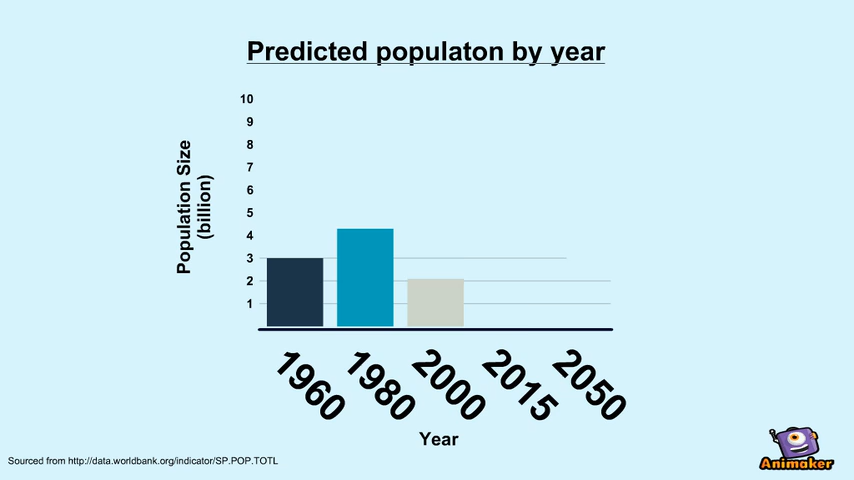 Predicted populaton by year
10
9
8
7
6
5
4
3
2
1
Population Size
(billion)
1960
1980
2000
2015
2050
Year
Sourced from http://data.worldbank.org/indicator/SP.POP.TOTL
Animaker